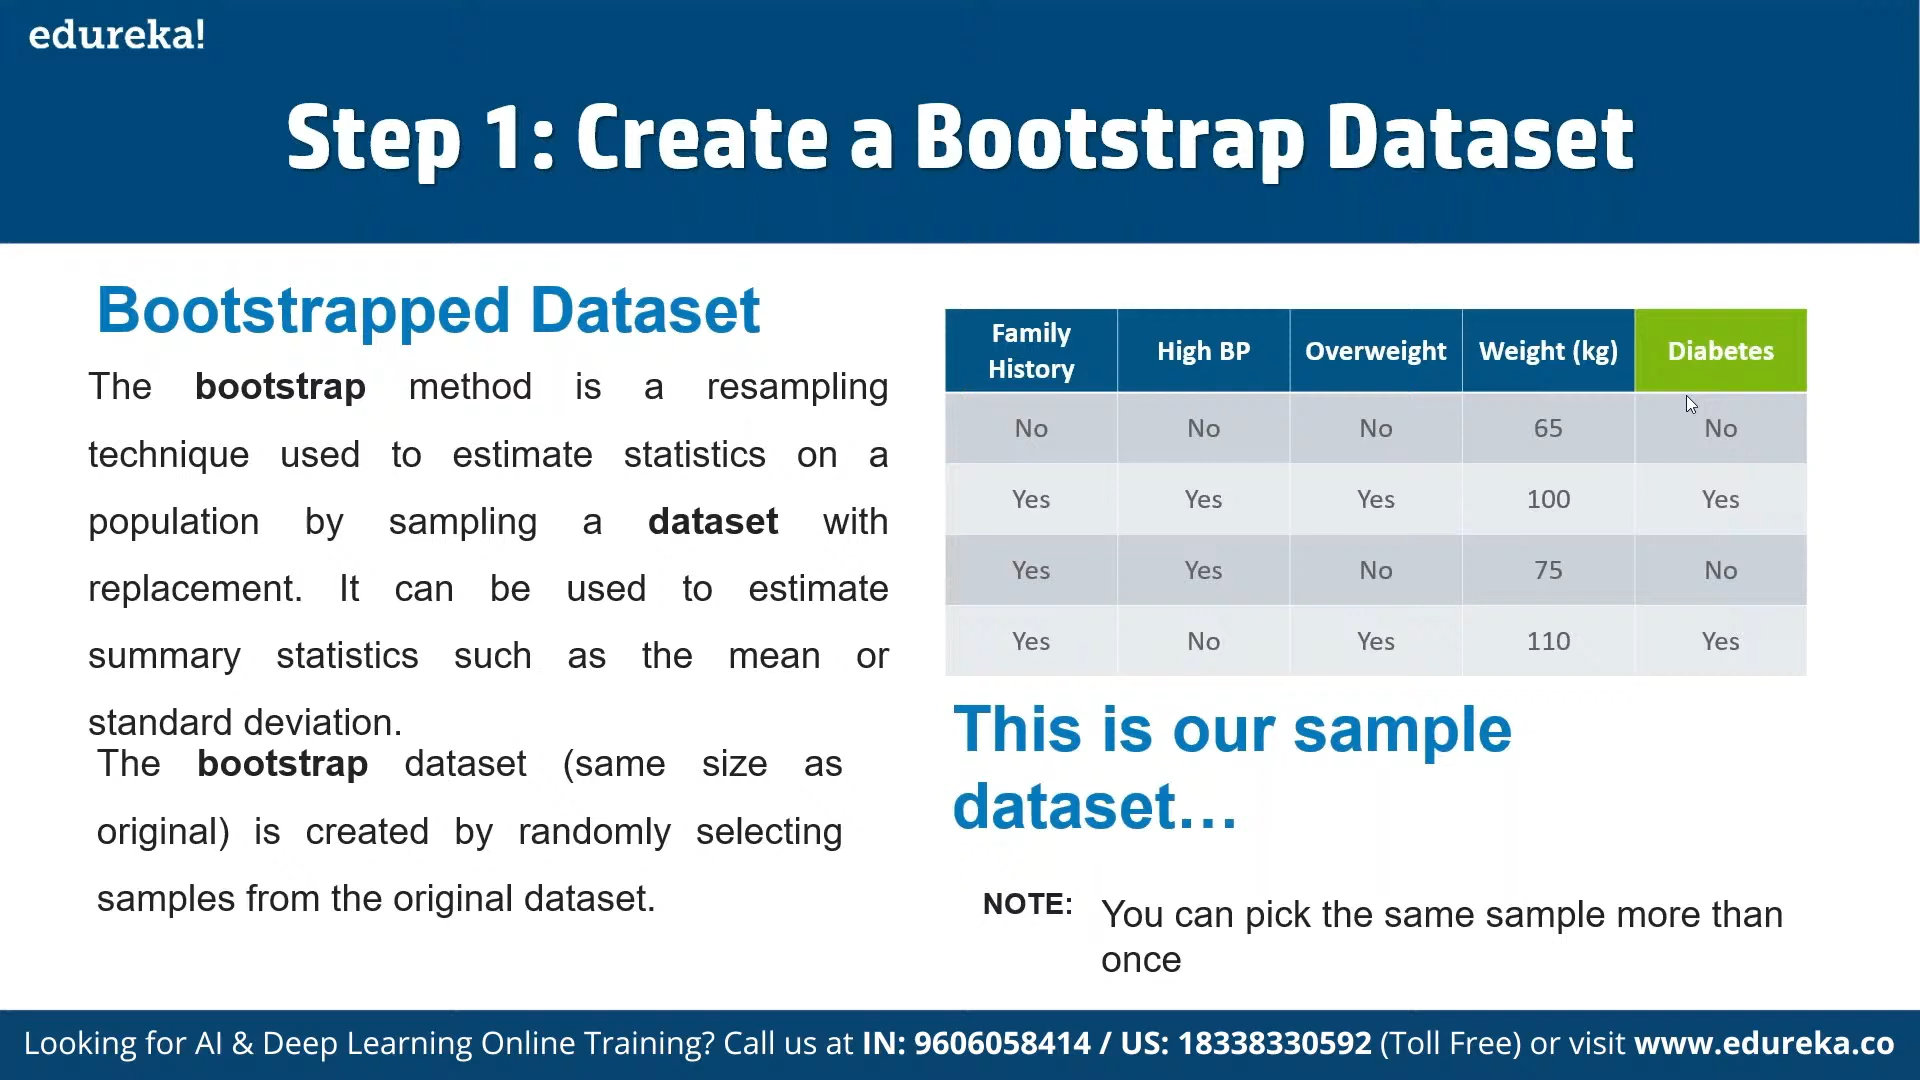 edureka!
Step 1: Create a Bootstrap Dataset
Bootstrapped Dataset
The bootstrap method is a resampling
technique used to estimate statistics on a
population by sampling a dataset with
replacement. It can be used to estimate
summary statistics such as the mean or
standard deviation.
The bootstrap dataset (same size as
original) is created by randomly selecting
samples from the original dataset.
Family History High BP Overweight Weight (kg) Diabetes
No No No 65 No
Yes Yes Yes 100 Yes
Yes Yes No 75 No
Yes No Yes 110 Yes
This is our sample
dataset…
NOTE: You can pick the same sample more than
once
Looking for AI & Deep Learning Online Training? Call us at IN: 9606058414 / US: 18338330592 (Toll Free) or visit www.edureka.co